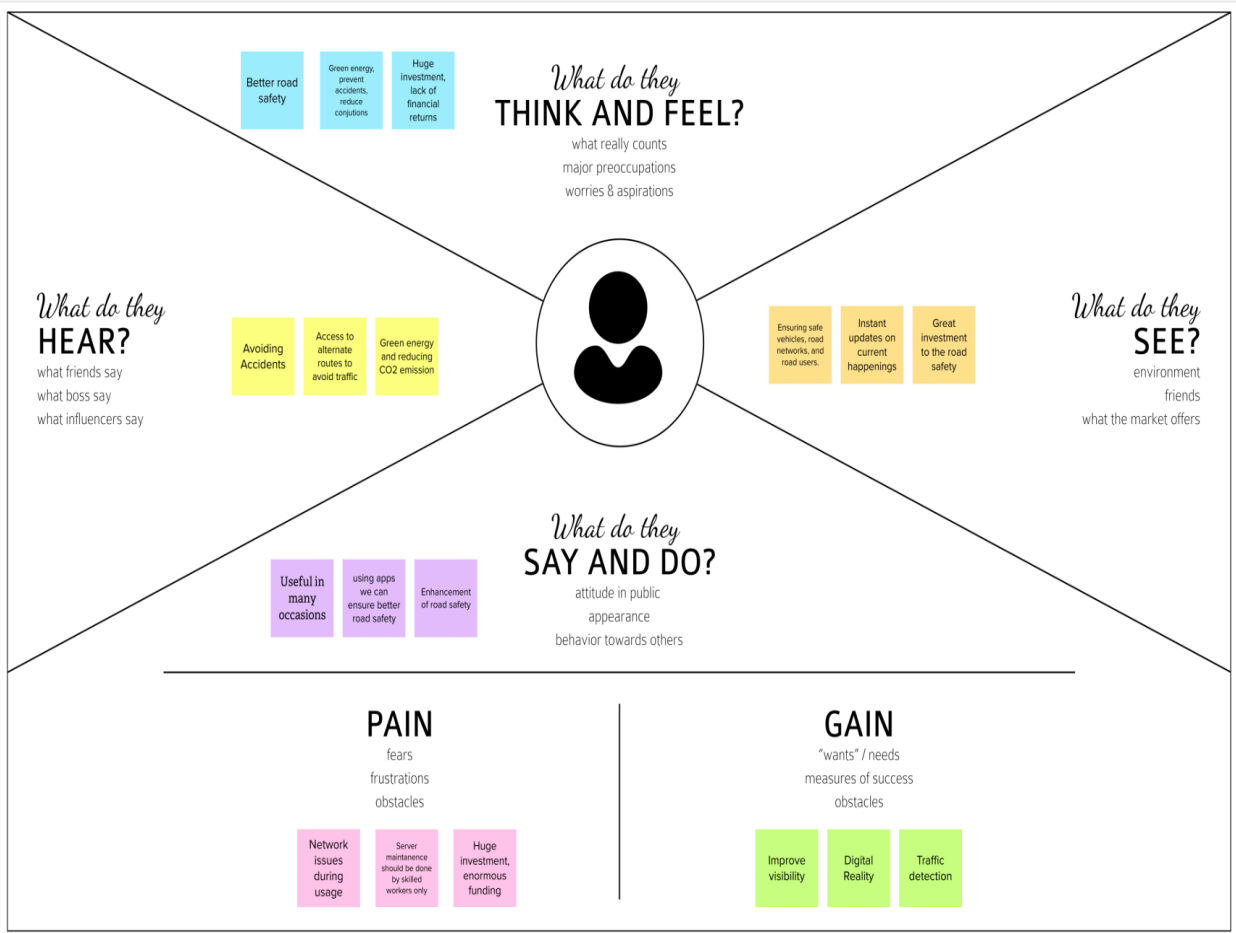 Better road
safety
Green energy,
prevent
accidents,
reduce
conjutions
Huge
investment,
lack of
financial
returns
What do they
THINK AND FEEL?
what really counts
major preoccupations
worries & aspirations
What do they
HEAR?
what friends say
what boss say
what influencers say
Avoiding
Accidents
Access to
alternate
routes to
avoid traffic
Green energy
and reducing
CO2 emission
Ensuring safe
vehicles, road
networks, and
road users.
Instant
updates on
current
happenings
Great
investment
to the road
safety
What do they
SEE?
environment
friends
what the market offers
What do they
SAY AND DO?
attitude in public
appearance
behavior towards others
Useful in
many
occasions
using apps
we can
ensure better
road safety
Enhancement
of road safety
PAIN
fears
frustrations
obstacles
Network
issues
during
usage
Server
maintanence
should be done
by skilled
workers only
Huge
investment,
enormous
funding
GAIN
“wants” / needs
measures of success
obstacles
Improve
visibility
Digital
Reality
Traffic
detection